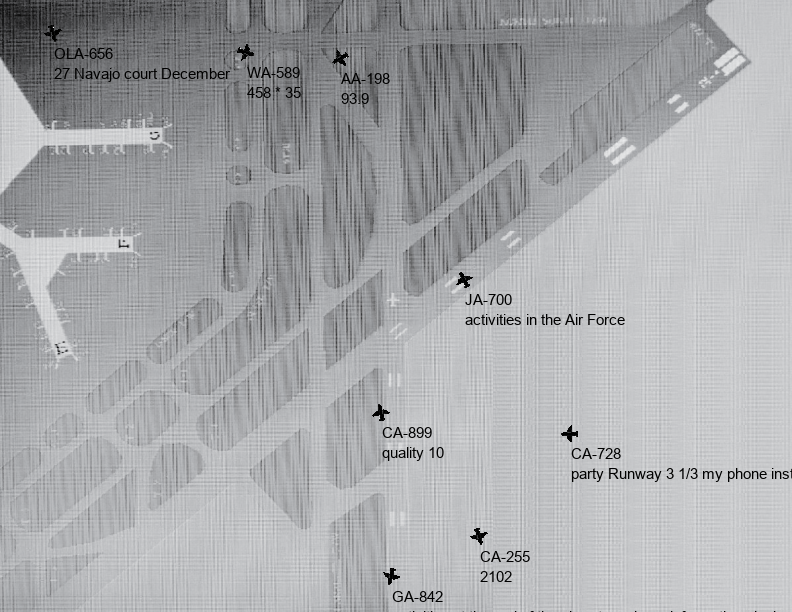 OLA-656
27 Navajo court December
WA-589
458 * 35
AA-198
93.9
JA-700
activities in the Air Force
CA-899
quality 10
CA-728
party Runway 3 1/3 my phone inst
CA-255
2102
GA-842